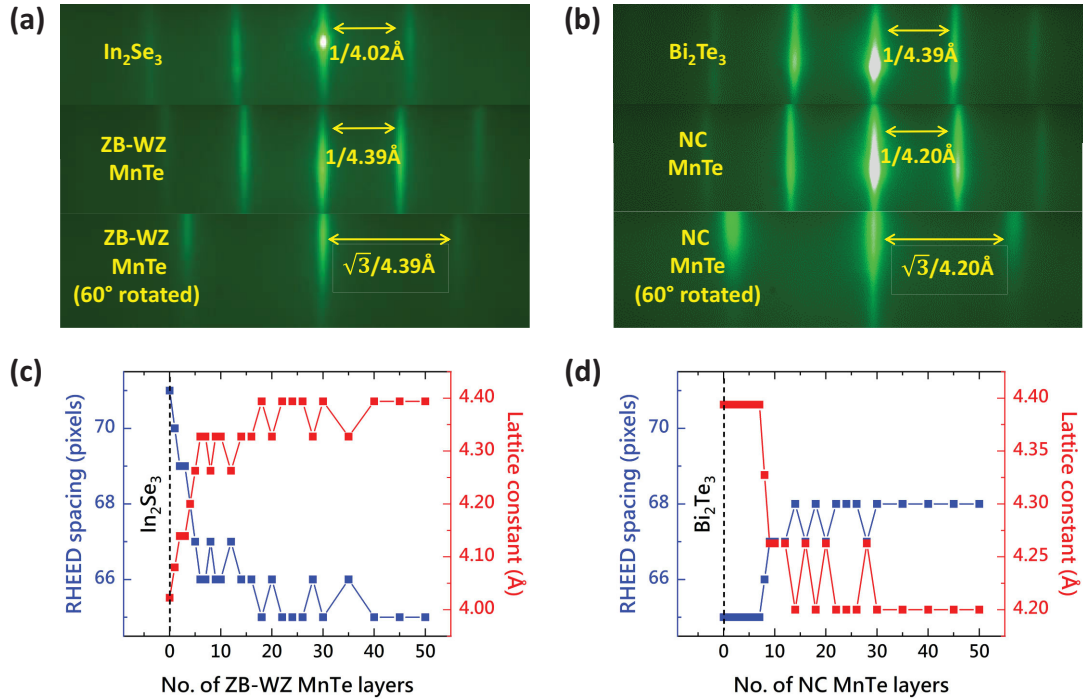 (a)
In₂Se₃
1/4.02Å
ZB-WZ
MnTe
1/4.39Å
ZB-WZ
MnTe
(60° rotated)
√3/4.39Å
(b)
Bi₂Te₃
1/4.39Å
NC
MnTe
1/4.20Å
NC
MnTe
(60° rotated)
√3/4.20Å
(c)
RHEED spacing (pixels)
70
68
66
In₂Se₃
4.40
4.30
4.20
4.10
4.00
Lattice constant (Å)
0 10 20 30 40 50
No. of ZB-WZ MnTe layers
(d)
RHEED spacing (pixels)
70
68
66
Bi₂Te₃
4.40
4.35
4.30
4.25
4.20
Lattice constant (Å)
0 10 20 30 40 50
No. of NC MnTe layers